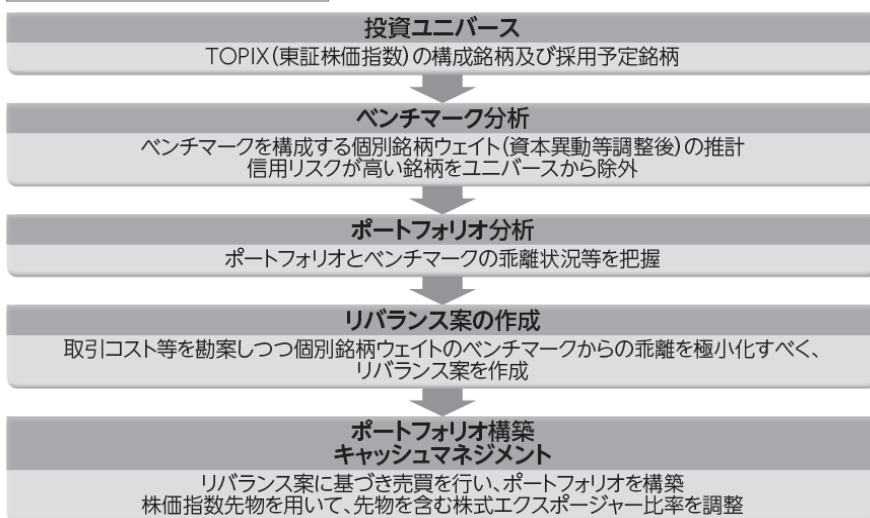 投資ユニバース
TOPIX(東証株価指数)の構成銘柄及び採用予定銘柄
ベンチマーク分析
ベンチマークを構成する個別銘柄ウェイト(資本異動等調整後)の推計
信用リスクが高い銘柄をユニバースから除外
ポートフォリオ分析
ポートフォリオとベンチマークの乖離状況等を把握
リバランス案の作成
取引コスト等を勘案しつつ個別銘柄ウェイトのベンチマークからの乖離を極小化すべく、
リバランス案を作成
ポートフォリオ構築
キャッシュマネジメント
リバランス案に基づき売買を行い、ポートフォリオを構築
株価指数先物を用いて、先物を含む株式エクスポージャー比率を調整